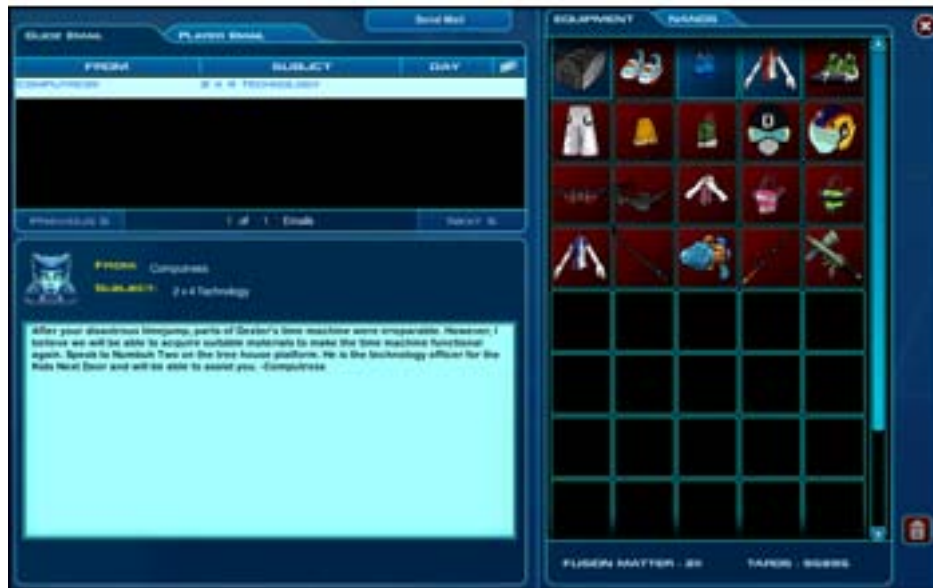 Send Mail
EQUIPMENT NANOS
GUIDE EMAIL PLAYER EMAIL
FROM SUBJECT DAY
COMPUTRESS 2 x 4 TECHNOLOGY
PREVIOUS 5 1 of 1 Emails NEXT 5
FROM: Computress
SUBJECT: 2 x 4 Technology
After your disastrous timejump, parts of Dexter's time machine were irreparable. However, I
believe we will be able to acquire suitable materials to make the time machine functional
again. Speak to Numbuh Two on the tree house platform. He is the technology officer for the
Kids Next Door and will be able to assist you. -Computress
FUSION MATTER - TAROS -